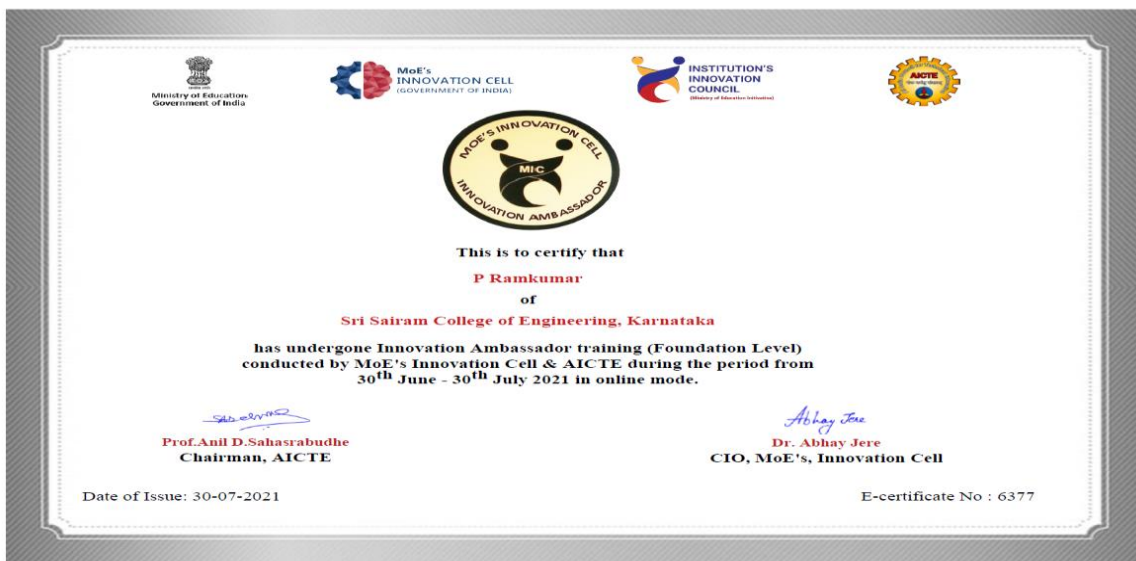 Ministry of Education
Government of India
MoE's
INNOVATION CELL
(GOVERNMENT OF INDIA)
INSTITUTION'S
INNOVATION
COUNCIL
(Ministry of Education Initiative)
AICTE
MOE'S INNOVATION CELL
MIC
INNOVATION AMBASSADOR
This is to certify that
P Ramkumar
of
Sri Sairam College of Engineering, Karnataka
has undergone Innovation Ambassador training (Foundation Level)
conducted by MoE's Innovation Cell & AICTE during the period from
30th June - 30th July 2021 in online mode.
Abhay Jere
Prof.Anil D.Sahasrabudhe
Dr. Abhay Jere
Chairman, AICTE
CIO, MoE's, Innovation Cell
Date of Issue: 30-07-2021
E-certificate No : 6377